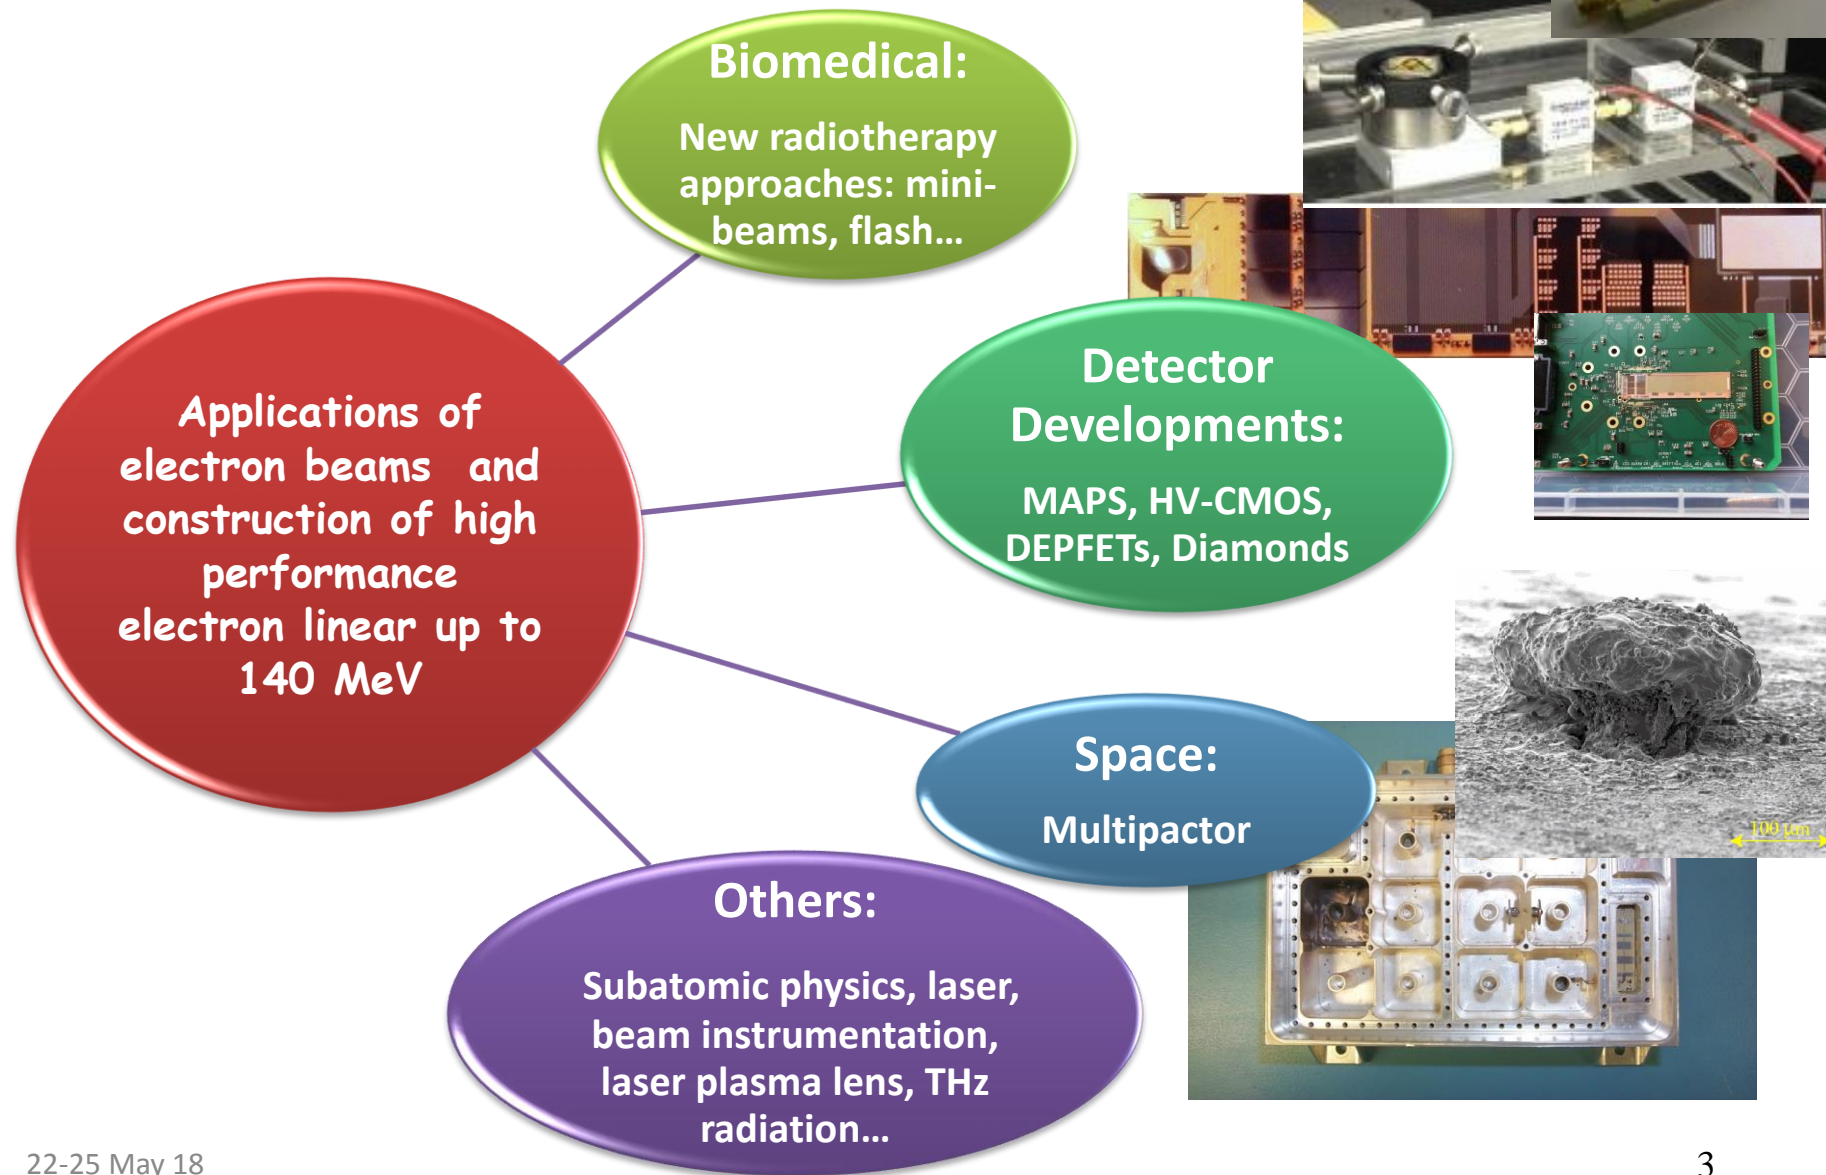 Biomedical:
New radiotherapy
approaches: mini-
beams, flash...
Applications of
electron beams and
construction of high
performance
electron linear up to
140 MeV
Detector
Developments:
MAPS, HV-CMOS,
DEPFETs, Diamonds
Space:
Multipactor
100 µm
Others:
Subatomic physics, laser,
beam instrumentation,
laser plasma lens, THz
radiation...
22-25 May 18
3